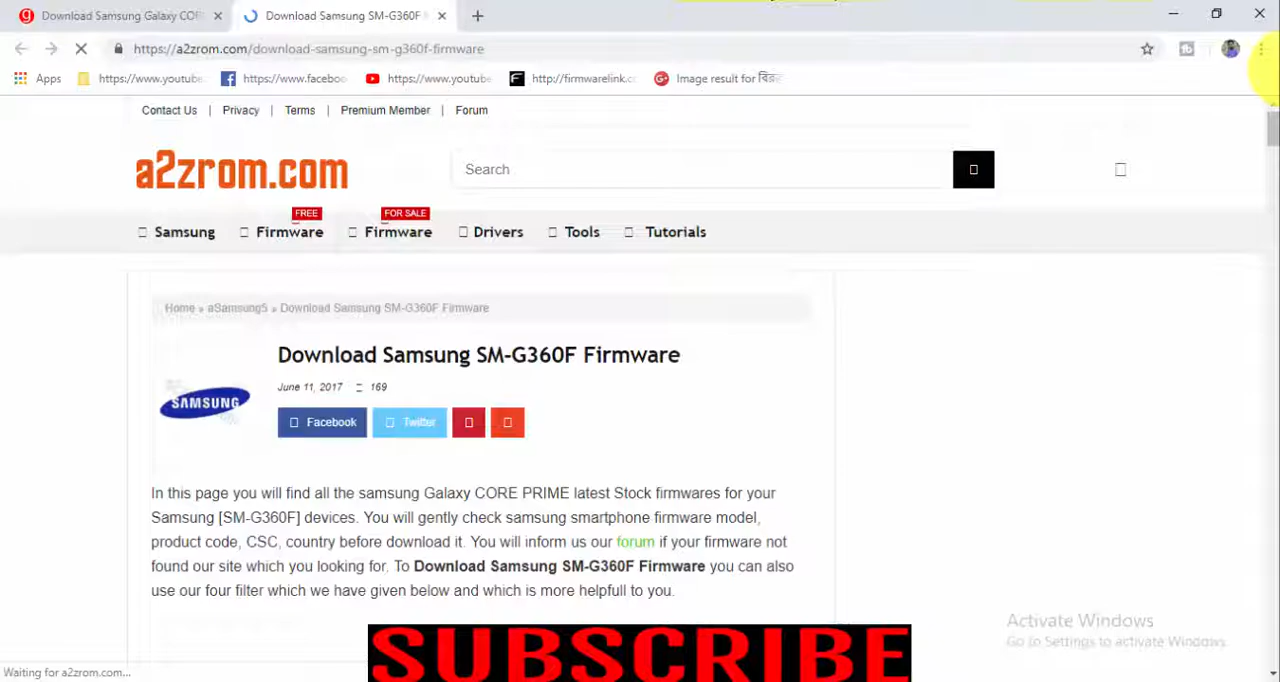 Download Samsung Galaxy COR
Download Samsung SM-G360F
https://a2zrom.com/download-samsung-sm-g360f-firmware
Apps
https://www.youtube
https://www.faceboo
https://www.youtube
http://firmwarelink.c
Image result for বিক
Contact Us | Privacy | Terms | Premium Member | Forum
a2zrom.com
Search
FREE
FOR SALE
Samsung
Firmware
Firmware
Drivers
Tools
Tutorials
Home » aSamsung5 » Download Samsung SM-G360F Firmware
Download Samsung SM-G360F Firmware
June 11, 2017 169
SAMSUNG
Facebook
Twitter
In this page you will find all the samsung Galaxy CORE PRIME latest Stock firmwares for your
Samsung [SM-G360F] devices. You will gently check samsung smartphone firmware model,
product code, CSC, country before download it. You will inform us our forum if your firmware not
found our site which you looking for. To Download Samsung SM-G360F Firmware you can also
use our four filter which we have given below and which is more helpfull to you.
Activate Windows
Go to Settings to activate Windows.
SUBSCRIBE
Waiting for a2zrom.com...